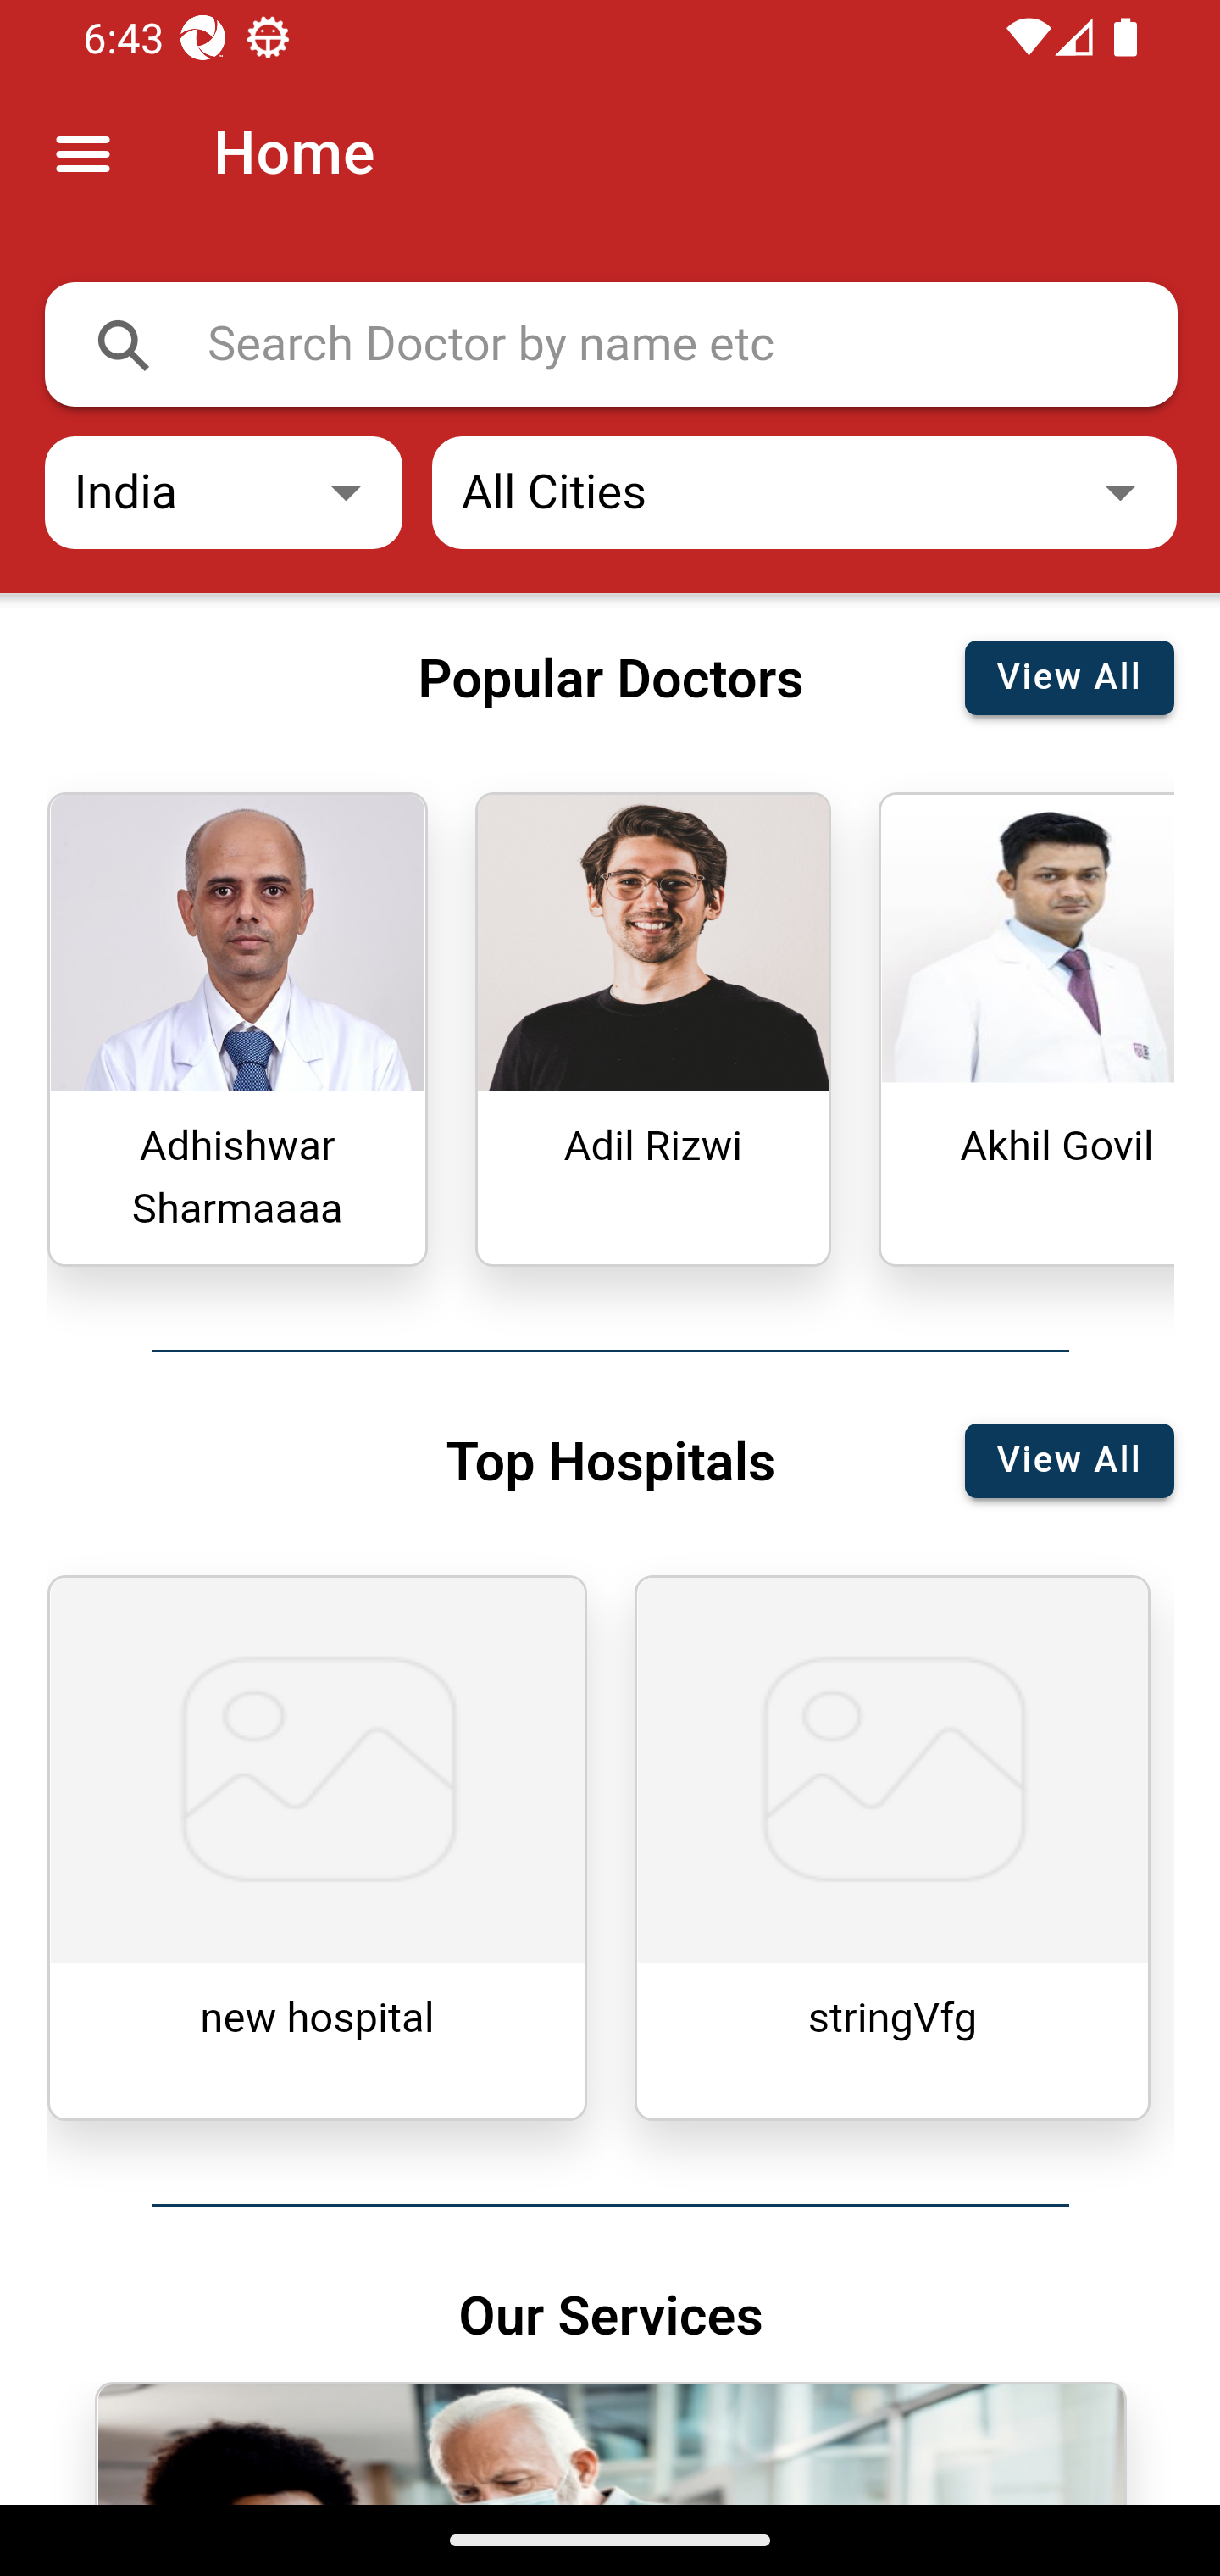 6:43
Home
Search Doctor by name etc
India
All Cities
Popular Doctors
View All
Adhishwar
Sharmaaaa
Adil Rizwi
Akhil Govil
Top Hospitals
View All
new hospital
stringVfg
Our Services